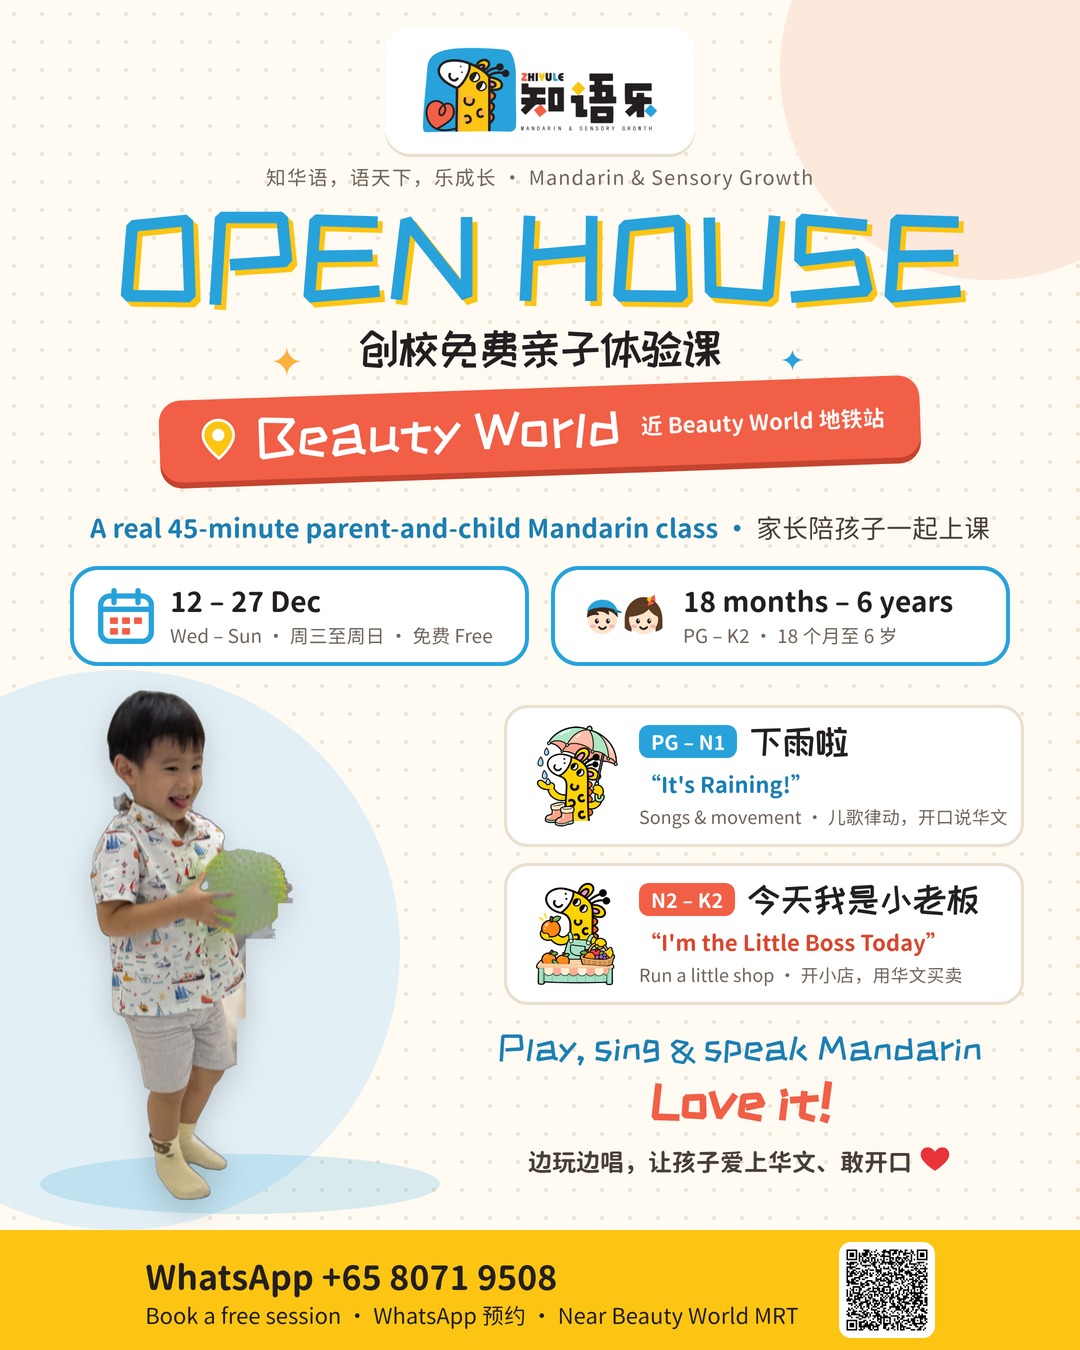 ZHIYULE
知语乐
MANDARIN & SENSORY GROWTH
知华语，语天下，乐成长 · Mandarin & Sensory Growth
OPEN HOUSE
创校免费亲子体验课
Beauty World 近 Beauty World 地铁站
A real 45-minute parent-and-child Mandarin class · 家长陪孩子一起上课
12 – 27 Dec
Wed – Sun · 周三至周日 · 免费 Free
18 months – 6 years
PG – K2 · 18 个月至 6 岁
PG – N1 下雨啦
“It's Raining!”
Songs & movement · 儿歌律动，开口说华文
N2 – K2 今天我是小老板
“I'm the Little Boss Today”
Run a little shop · 开小店，用华文买卖
Play, sing & speak Mandarin
Love it!
边玩边唱，让孩子爱上华文、敢开口
WhatsApp +65 8071 9508
Book a free session · WhatsApp 预约 · Near Beauty World MRT